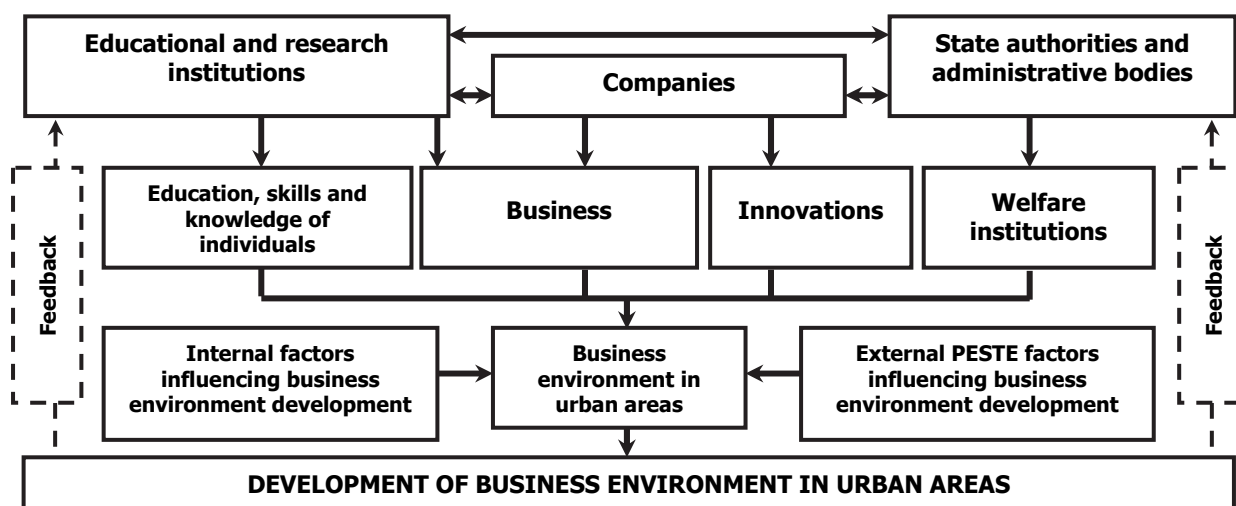 Educational and research
institutions
Companies
State authorities and
administrative bodies
Feedback
Education, skills and
knowledge of
individuals
Business
Innovations
Welfare
institutions
Feedback
Internal factors
influencing business
environment development
Business
environment in
urban areas
External PESTE factors
influencing business
environment development
DEVELOPMENT OF BUSINESS ENVIRONMENT IN URBAN AREAS